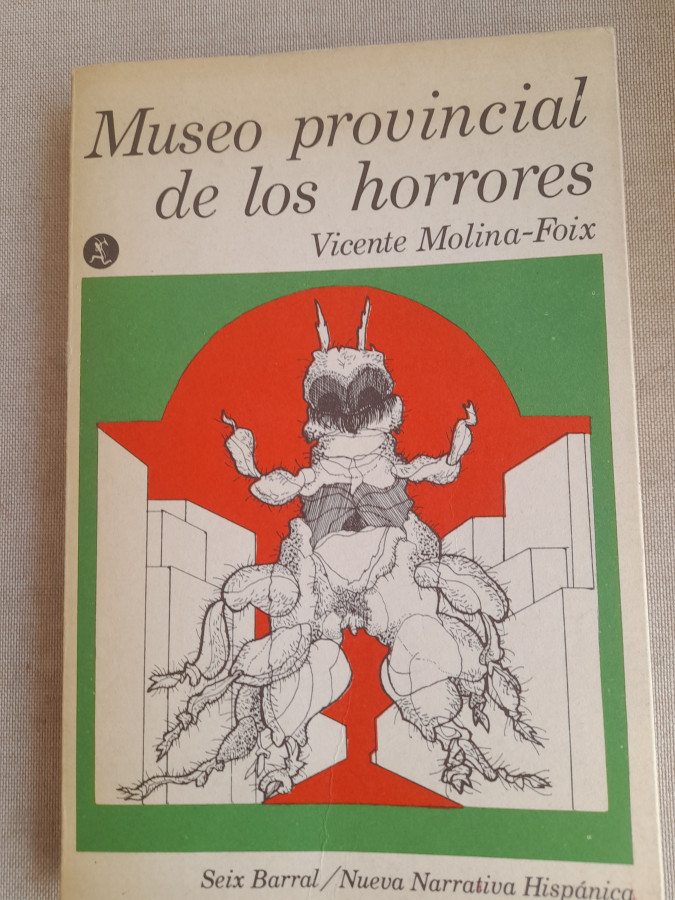 Museo provincial
de los horrores
Vicente Molina-Foix
Seix Barral/Nueva Narrativa Hispánica